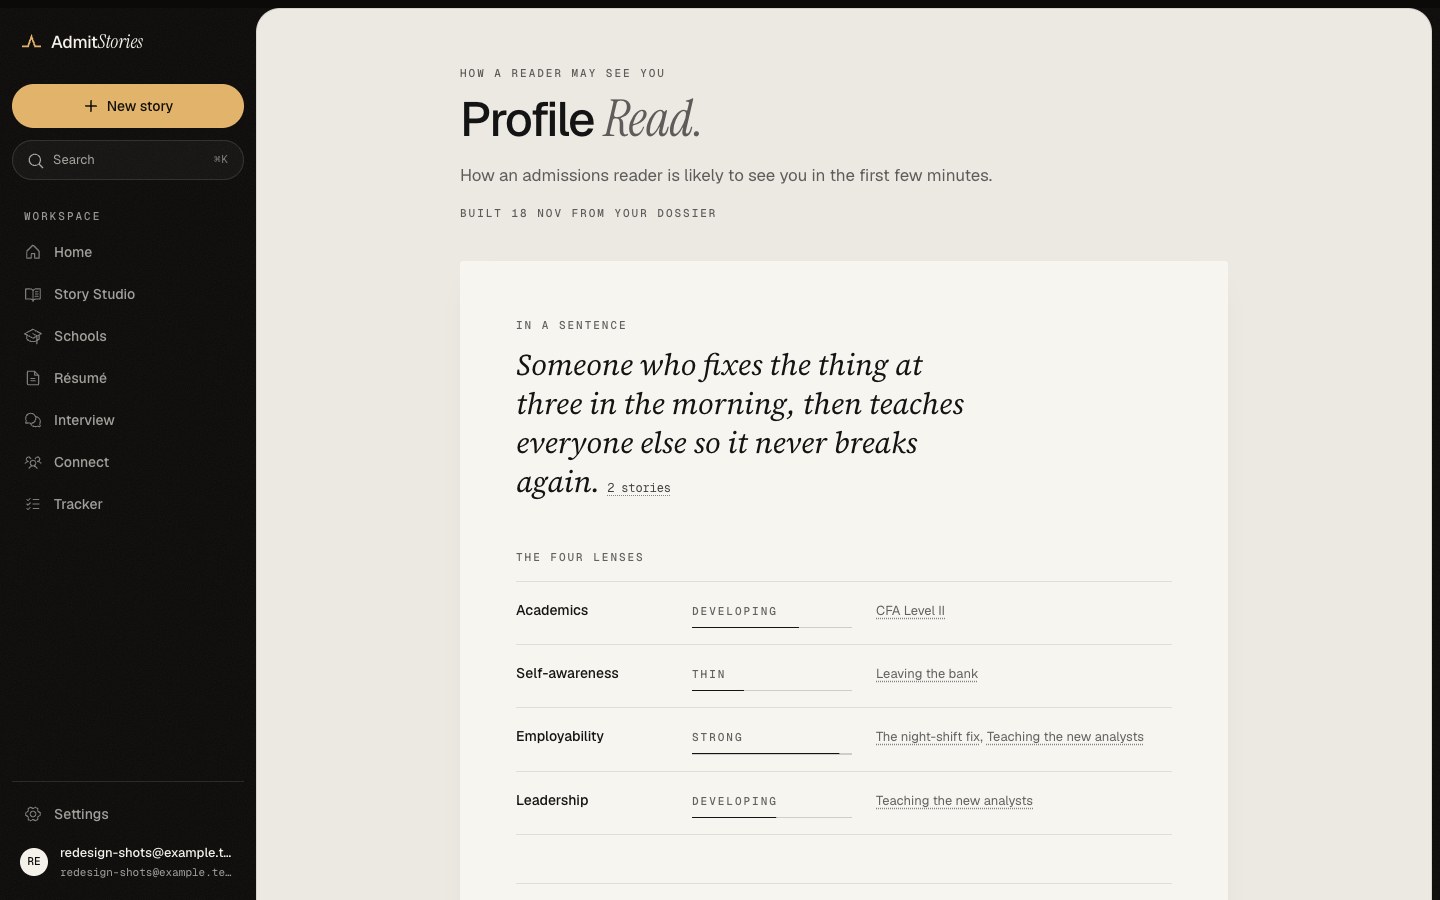 AdmitStories
New story
Search ⌘K
WORKSPACE
Home
Story Studio
Schools
Résumé
Interview
Connect
Tracker
Settings
RE
redesign-shots@example.t…
redesign-shots@example.te…
HOW A READER MAY SEE YOU
Profile Read.
How an admissions reader is likely to see you in the first few minutes.
BUILT 18 NOV FROM YOUR DOSSIER
IN A SENTENCE
Someone who fixes the thing at
three in the morning, then teaches
everyone else so it never breaks
again. 2 stories
THE FOUR LENSES
Academics DEVELOPING CFA Level II
Self-awareness THIN Leaving the bank
Employability STRONG The night-shift fix, Teaching the new analysts
Leadership DEVELOPING Teaching the new analysts